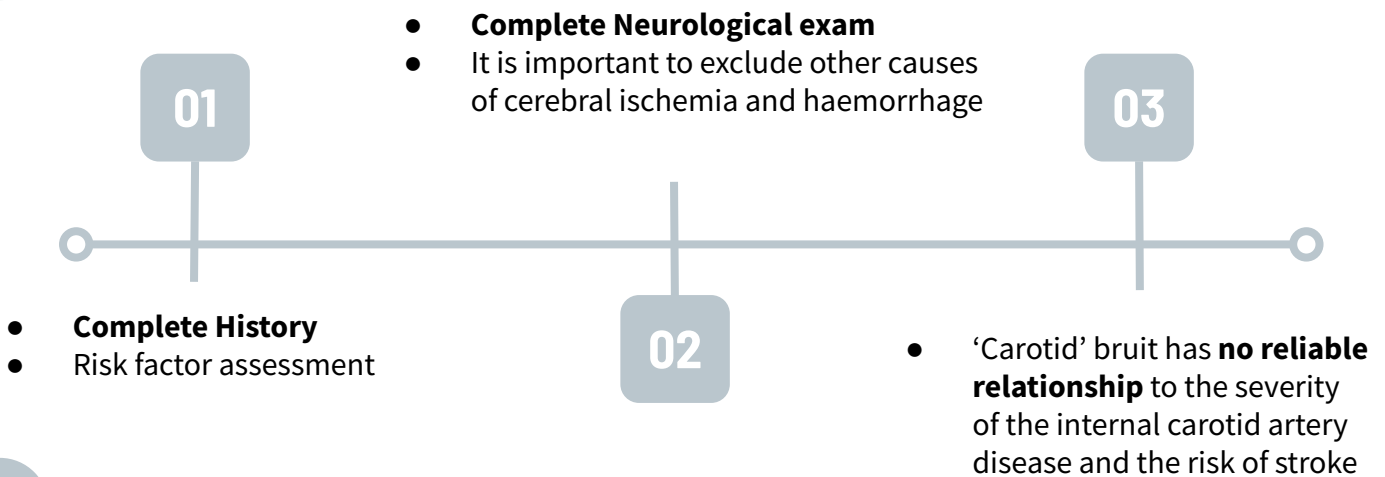 01
● Complete History
● Risk factor assessment
● Complete Neurological exam
● It is important to exclude other causes
of cerebral ischemia and haemorrhage
02
03
● ‘Carotid’ bruit has no reliable
relationship to the severity
of the internal carotid artery
disease and the risk of stroke